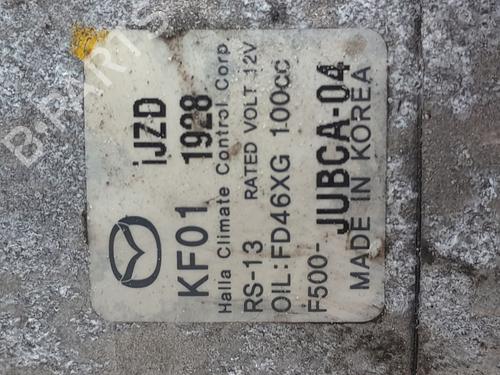 iJZD
KF01 1928
Halla Climate Control Corp
RS-13 RATED VOLT 12V
OIL:FD46XG 100cc
F500-JUBCA-04
MADE IN KOREA
B-PARTS